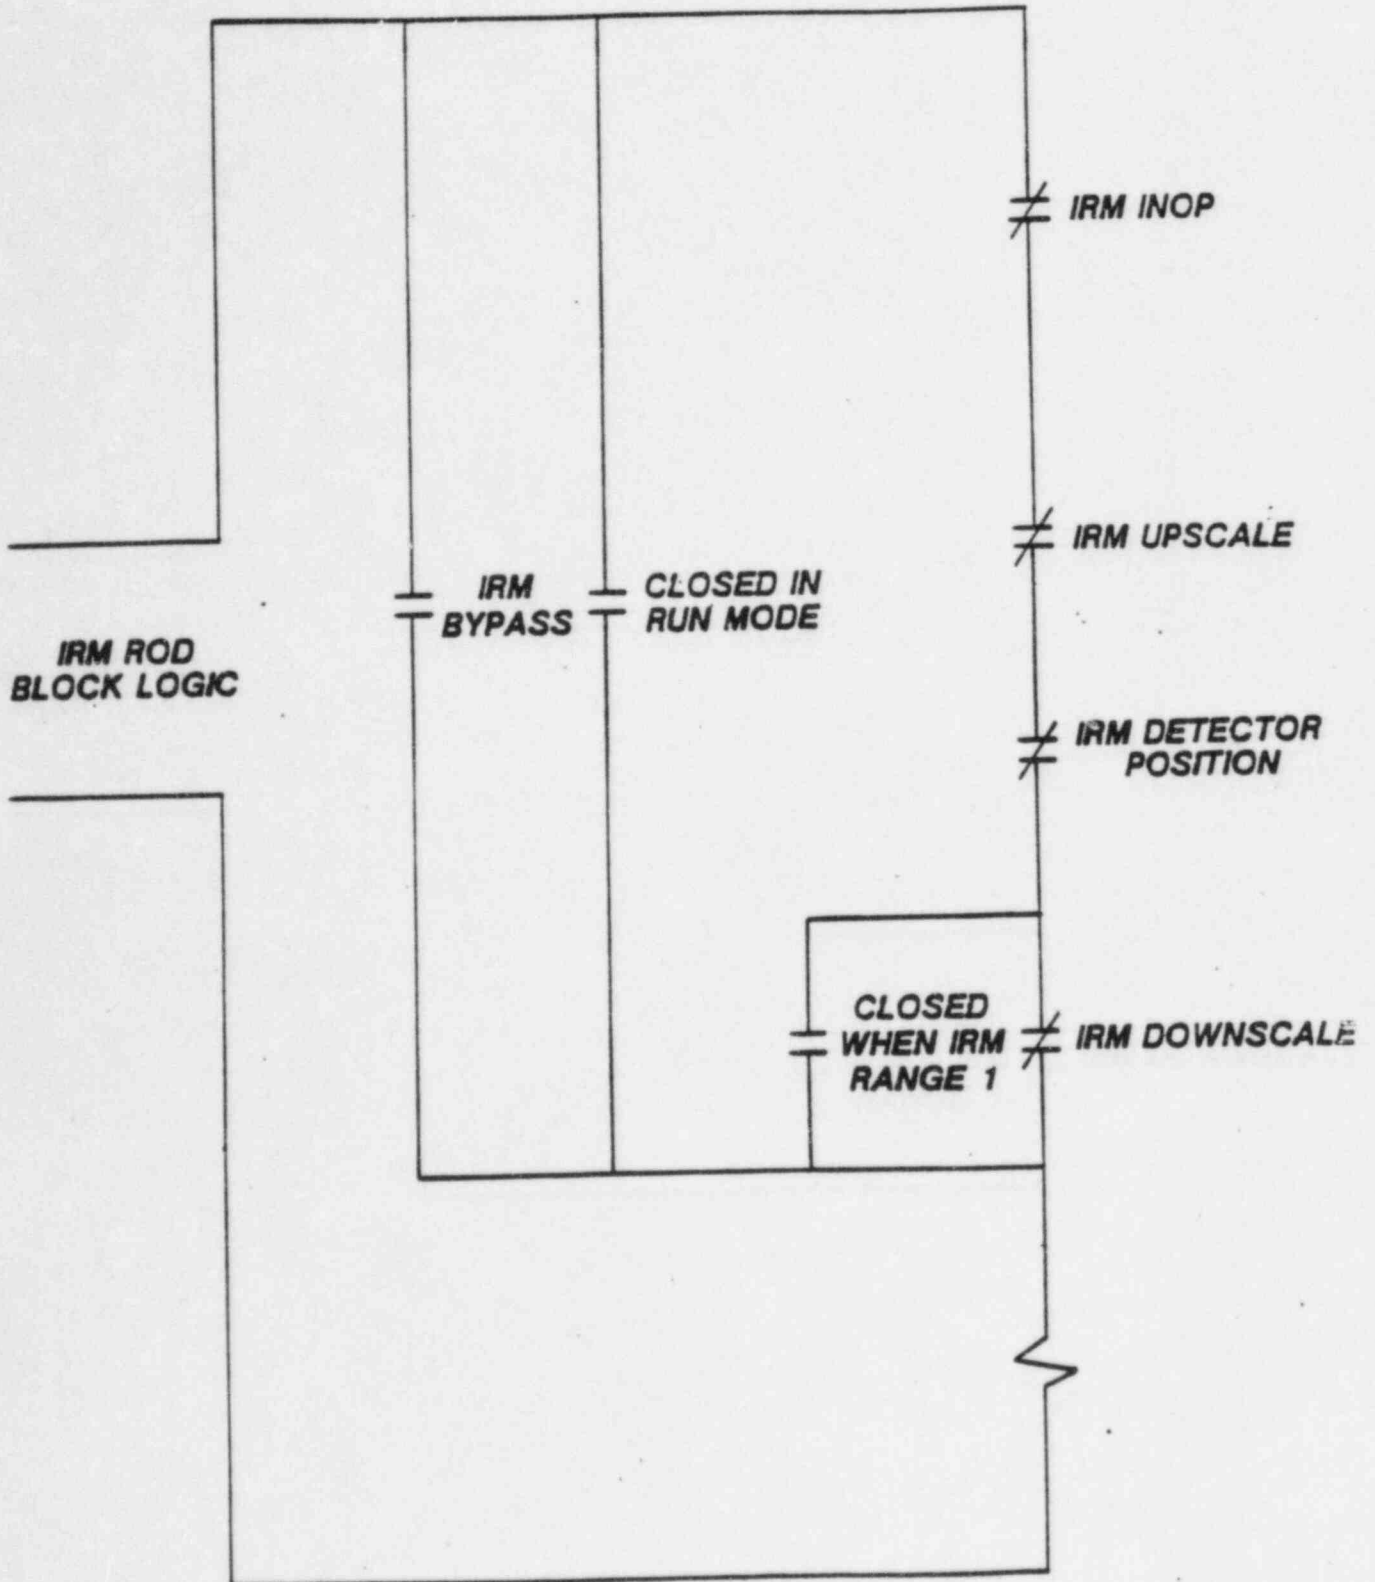 IRM INOP
IRM UPSCALE
IRM
BYPASS
CLOSED IN
RUN MODE
IRM ROD
BLOCK LOGIC
IRM DETECTOR
POSITION
CLOSED
WHEN IRM
RANGE 1
IRM DOWNSCALE